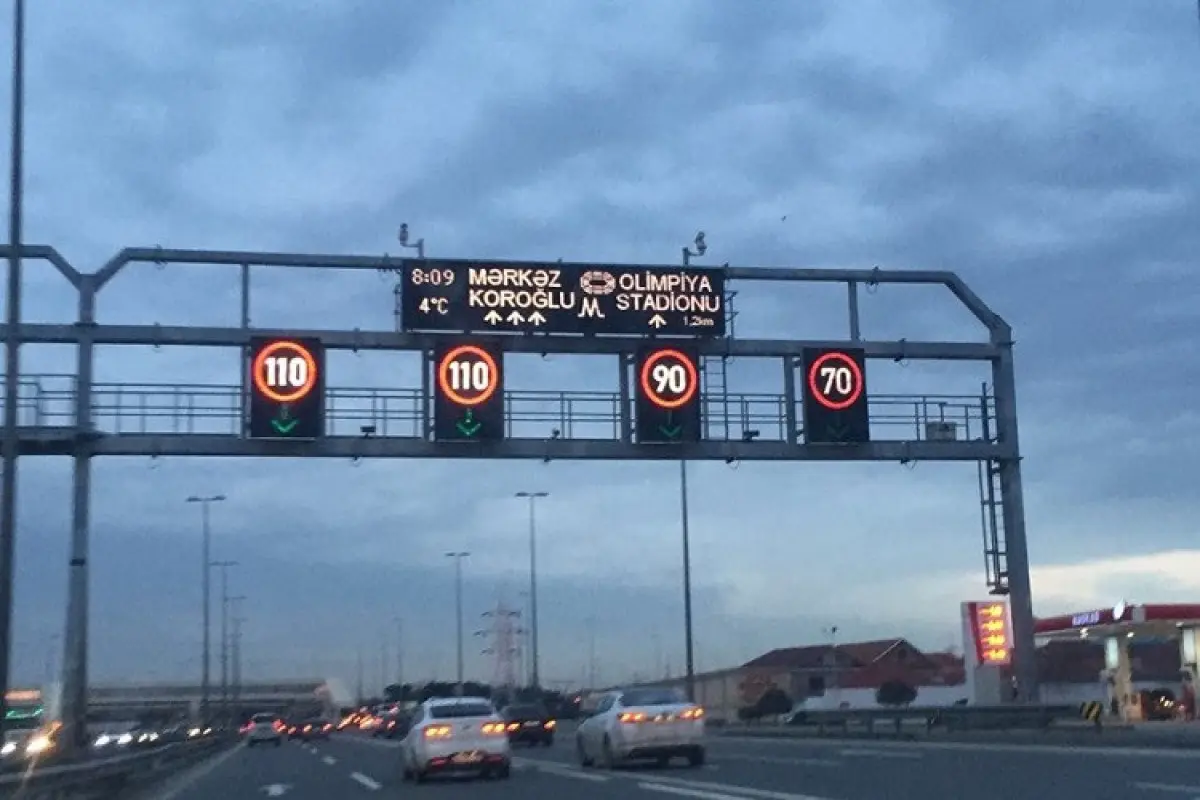 8:09
4°C
MƏRKƏZ
KOROĞLU
OLİMPİYA
STADİONU
1,2km
110
110
90
70